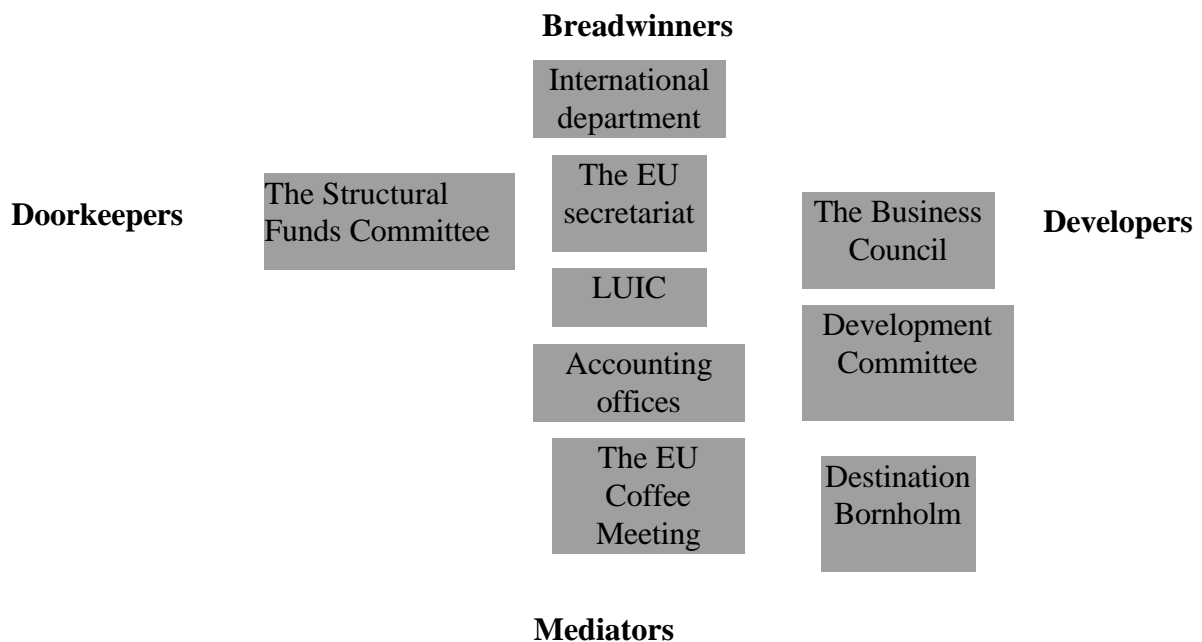 Breadwinners
International
department
Doorkeepers
The Structural
Funds Committee
The EU
secretariat
The Business
Council
Developers
LUIC
Development
Committee
Accounting
offices
The EU
Coffee
Meeting
Destination
Bornholm
Mediators